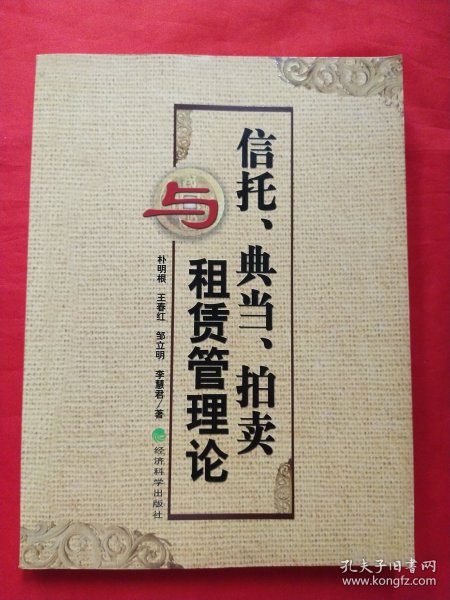 信托、典当、拍卖
与
租赁管理论
朴明根 王春红 邹立明 李慧君/著
经济科学出版社
孔夫子旧书网
www.kongfz.com